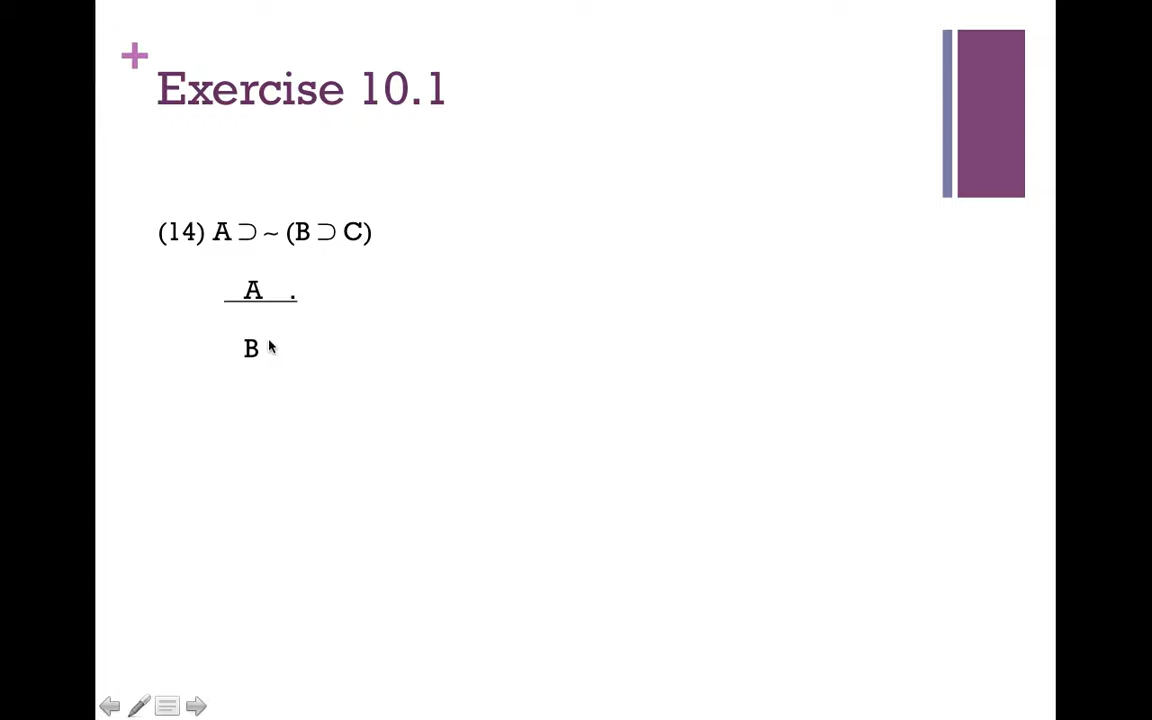 +
Exercise 10.1
(14) A ⊃ ~ (B ⊃ C)
A .
B